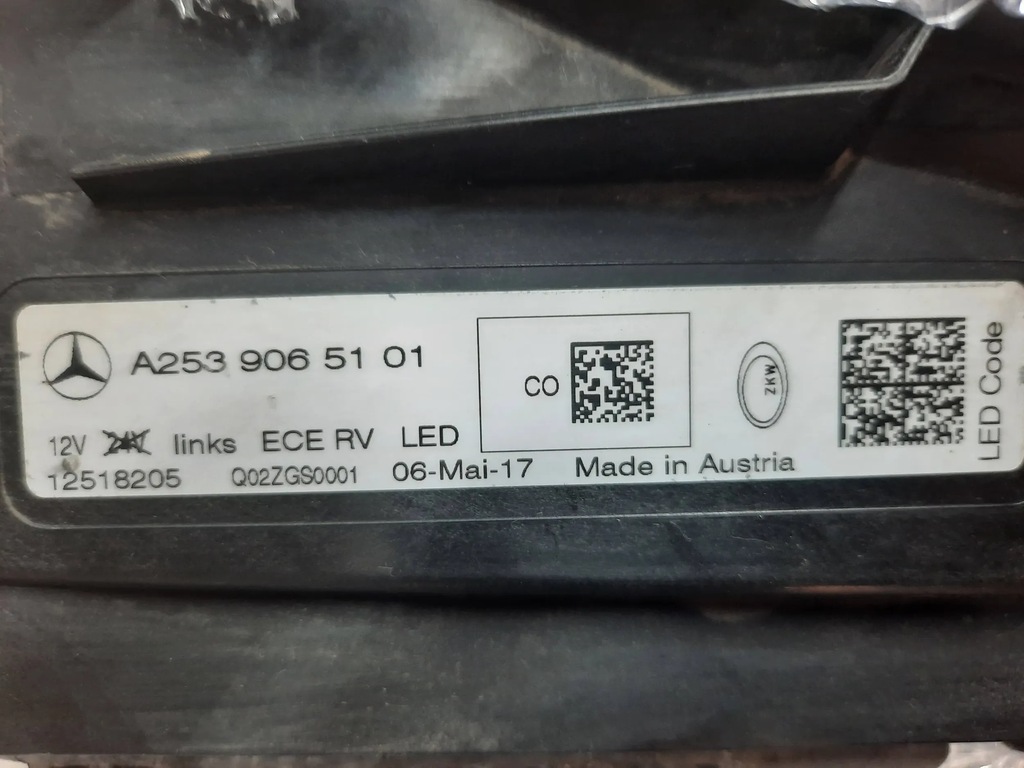 A253 906 51 01
CO
ZKW
LED Code
12V 24V links ECE RV LED
12518205 Q02ZGS0001 06-Mai-17 Made in Austria